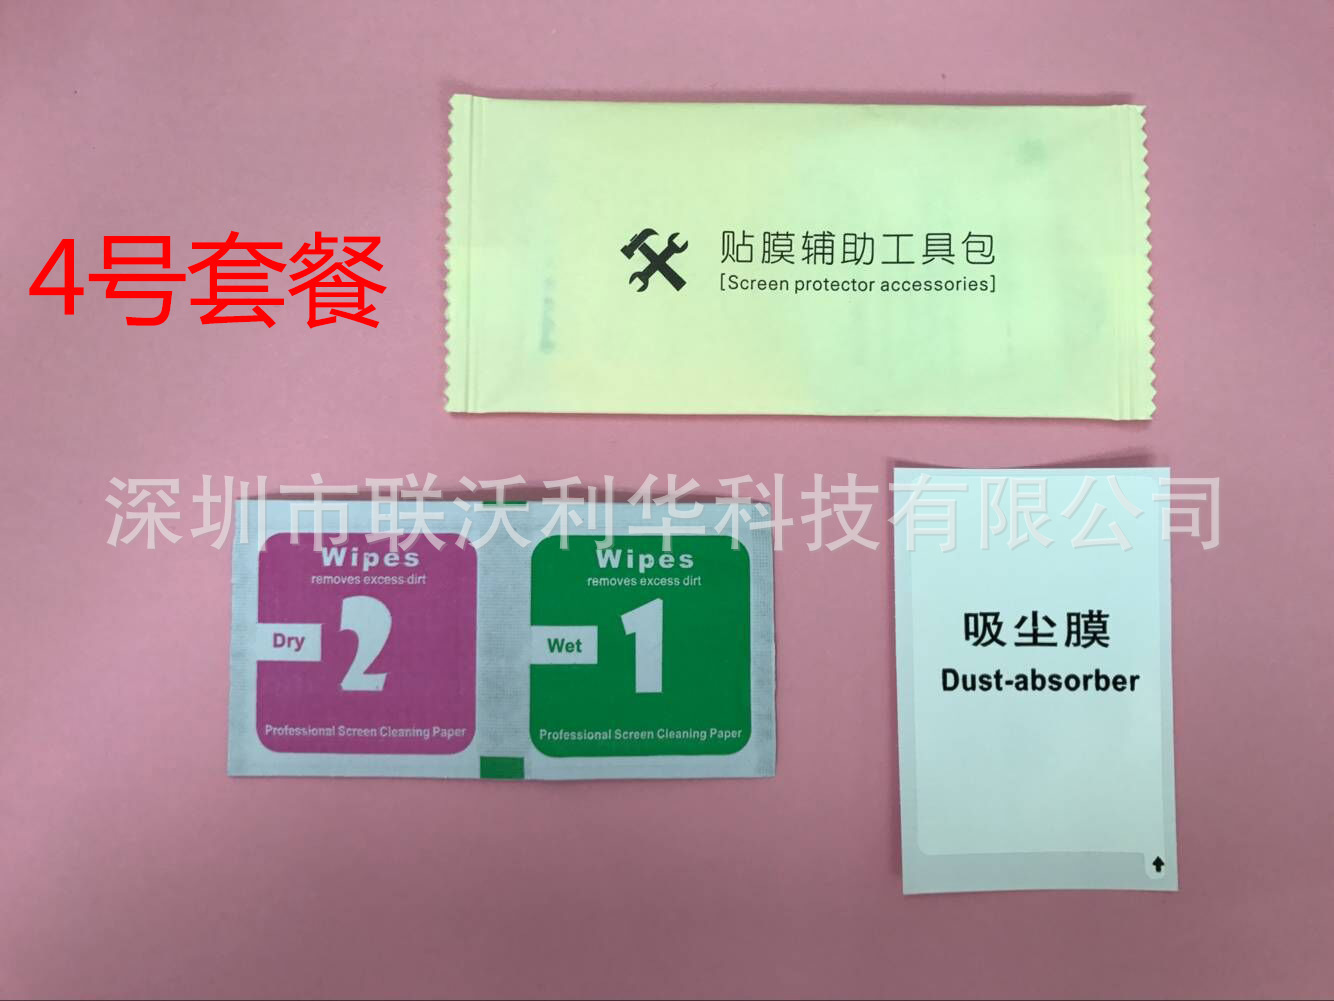 贴膜辅助工具包
[Screen protector accessories]
4号套餐
深圳市联沃利华科技有限公司
Wipes
removes excess dirt
Dry
2
Professional Screen Cleaning Paper
Wipes
removes excess dirt
Wet
1
Professional Screen Cleaning Paper
吸尘膜
Dust-absorber